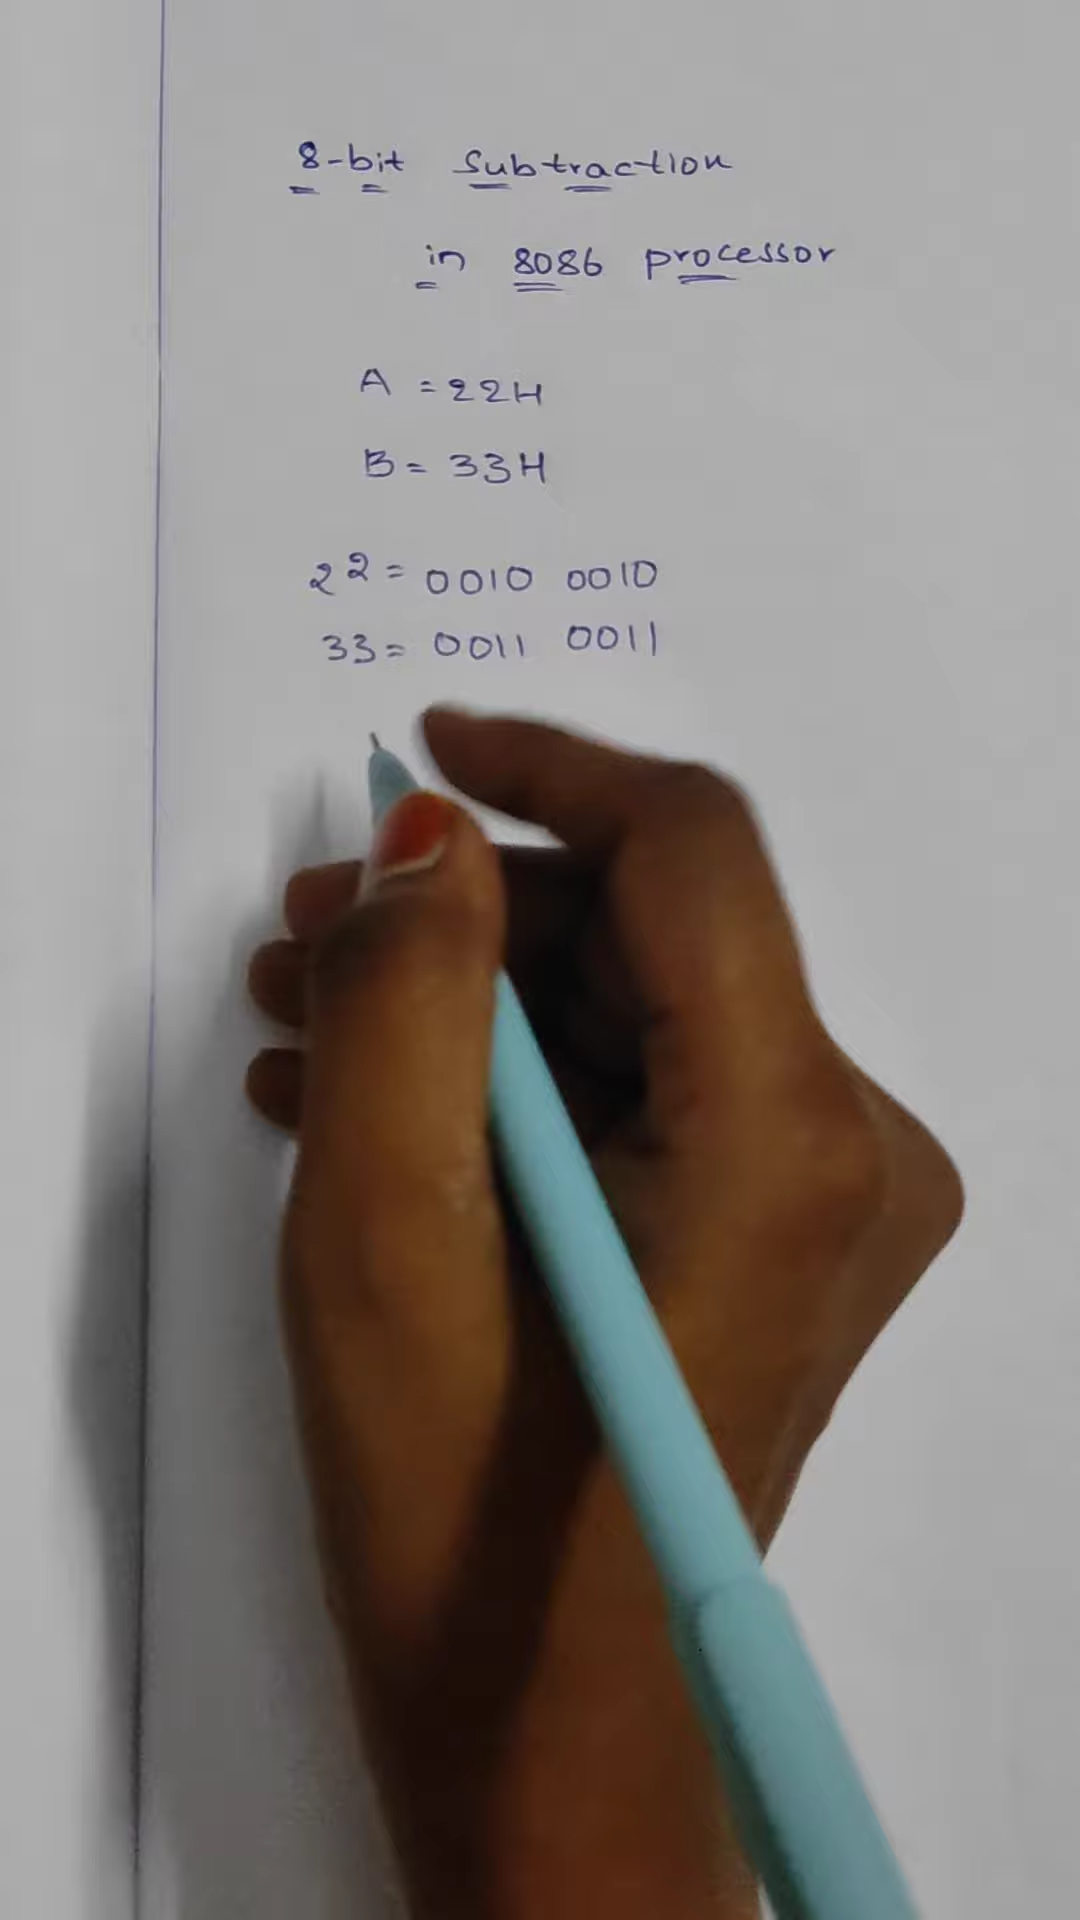 8-bit Subtraction
in 8086 processor
A = 22H
B = 33H
22 = 0010 0010
33 = 0011 0011